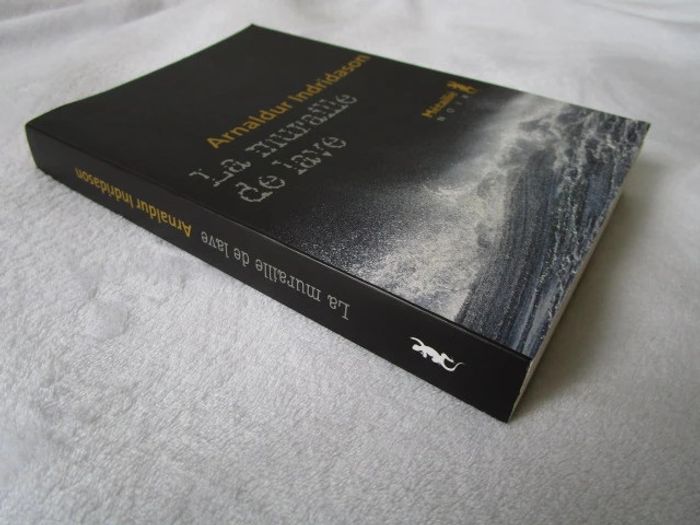 Arnaldur Indridason
La muraille
de lave
Métailié
NOIR
Arnaldur Indridason
La muraille de lave